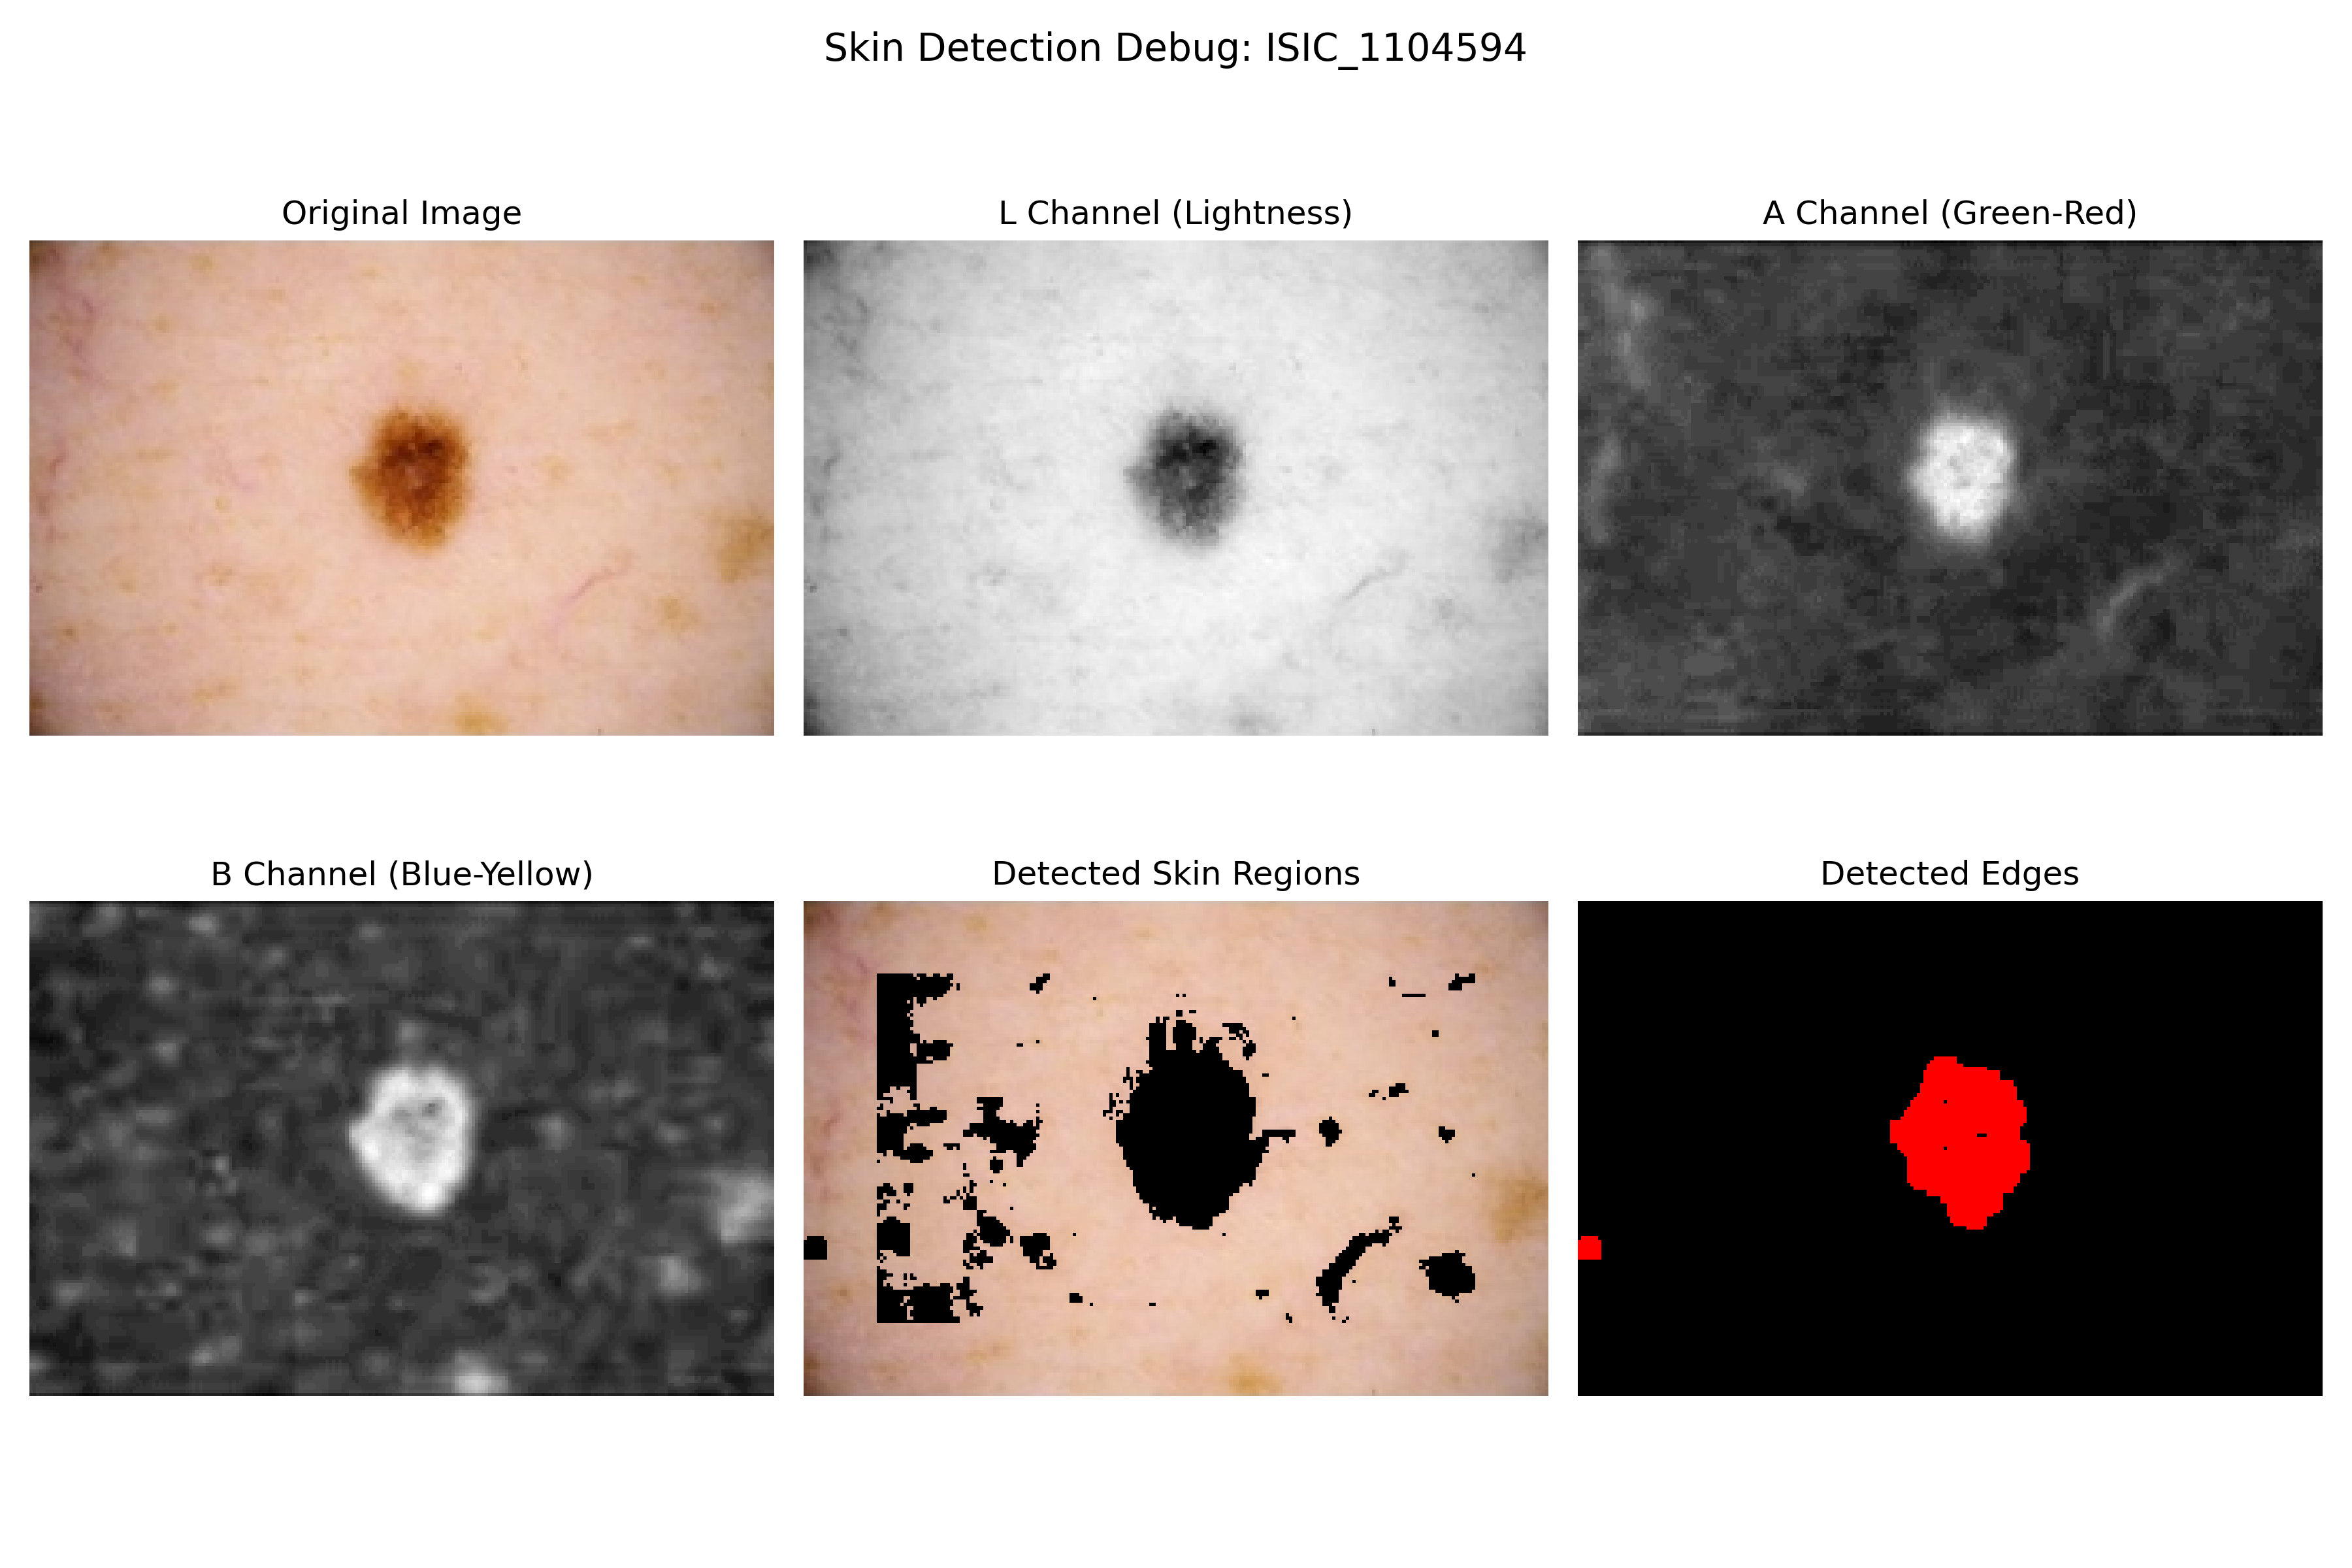 Skin Detection Debug: ISIC_1104594
Original Image
L Channel (Lightness)
A Channel (Green-Red)
B Channel (Blue-Yellow)
Detected Skin Regions
Detected Edges